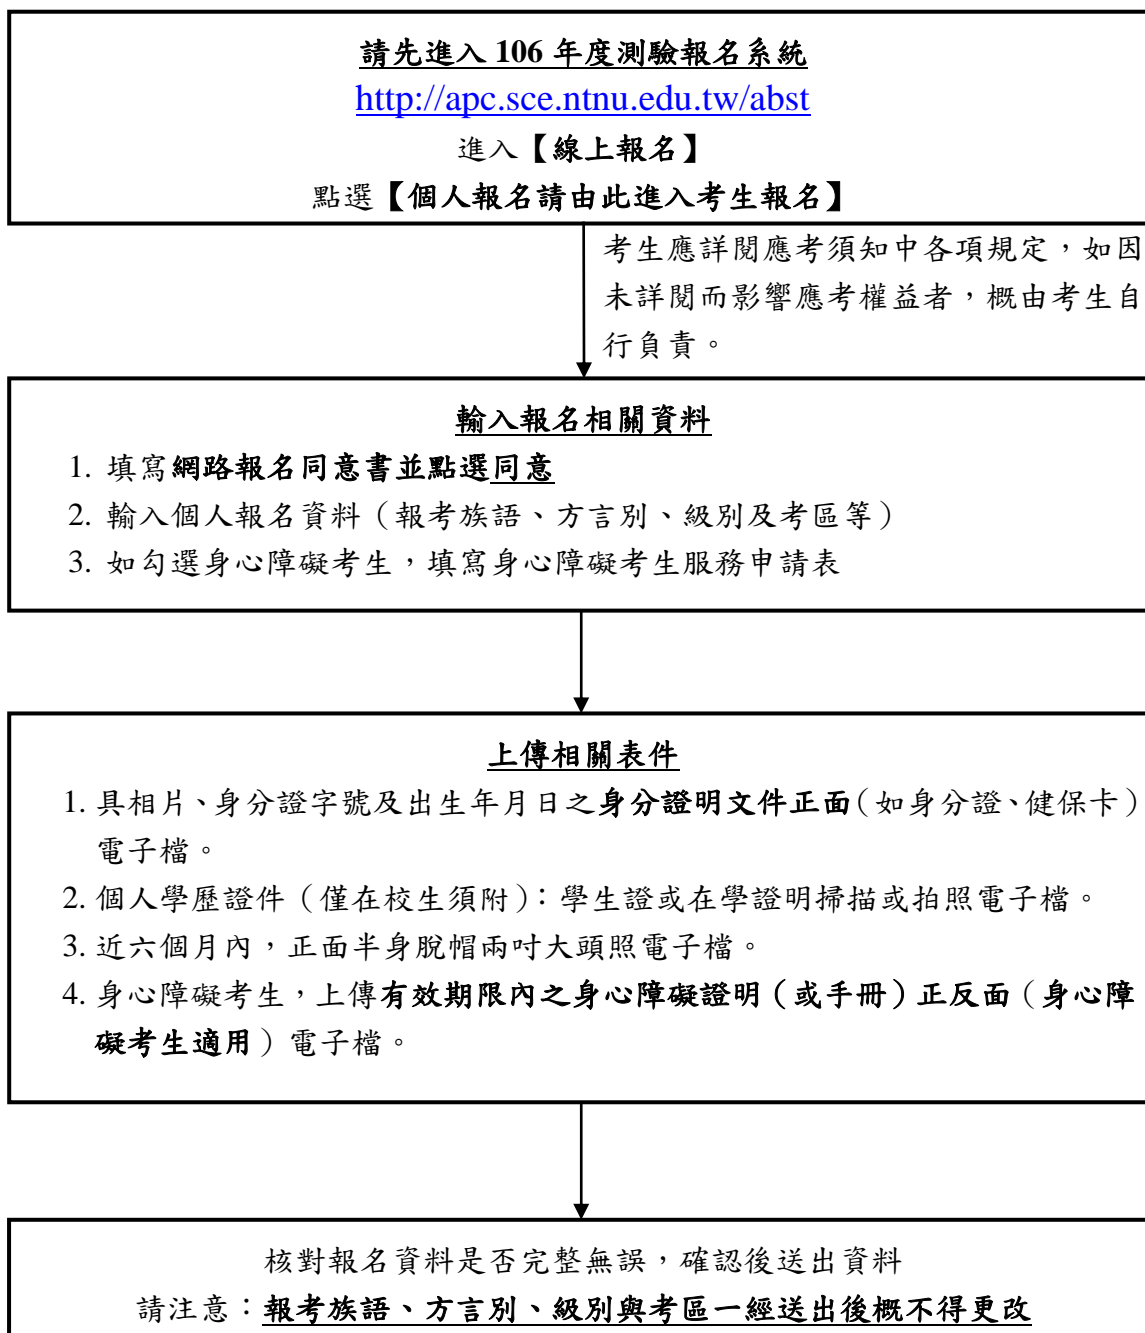 請先進入 106 年度測驗報名系統
http://apc.sce.ntnu.edu.tw/abst
進入【線上報名】
點選【個人報名請由此進入考生報名】
考生應詳閱應考須知中各項規定，如因
未詳閱而影響應考權益者，概由考生自
行負責。
輸入報名相關資料
1. 填寫網路報名同意書並點選同意
2. 輸入個人報名資料（報考族語、方言別、級別及考區等）
3. 如勾選身心障礙考生，填寫身心障礙考生服務申請表
上傳相關表件
1. 具相片、身分證字號及出生年月日之身分證明文件正面（如身分證、健保卡）
電子檔。
2. 個人學歷證件（僅在校生須附）：學生證或在學證明掃描或拍照電子檔。
3. 近六個月內，正面半身脫帽兩吋大頭照電子檔。
4. 身心障礙考生，上傳有效期限內之身心障礙證明（或手冊）正反面（身心障
礙考生適用）電子檔。
核對報名資料是否完整無誤，確認後送出資料
請注意：報考族語、方言別、級別與考區一經送出後概不得更改